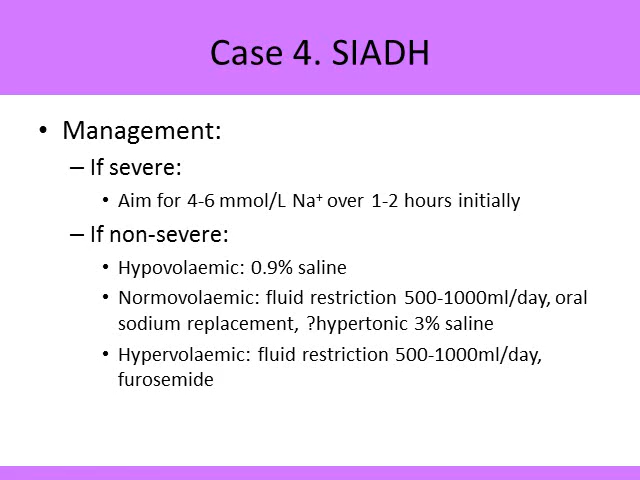 Case 4. SIADH
• Management:
– If severe:
• Aim for 4-6 mmol/L Na⁺ over 1-2 hours initially
– If non-severe:
• Hypovolaemic: 0.9% saline
• Normovolaemic: fluid restriction 500-1000ml/day, oral
sodium replacement, ?hypertonic 3% saline
• Hypervolaemic: fluid restriction 500-1000ml/day,
furosemide